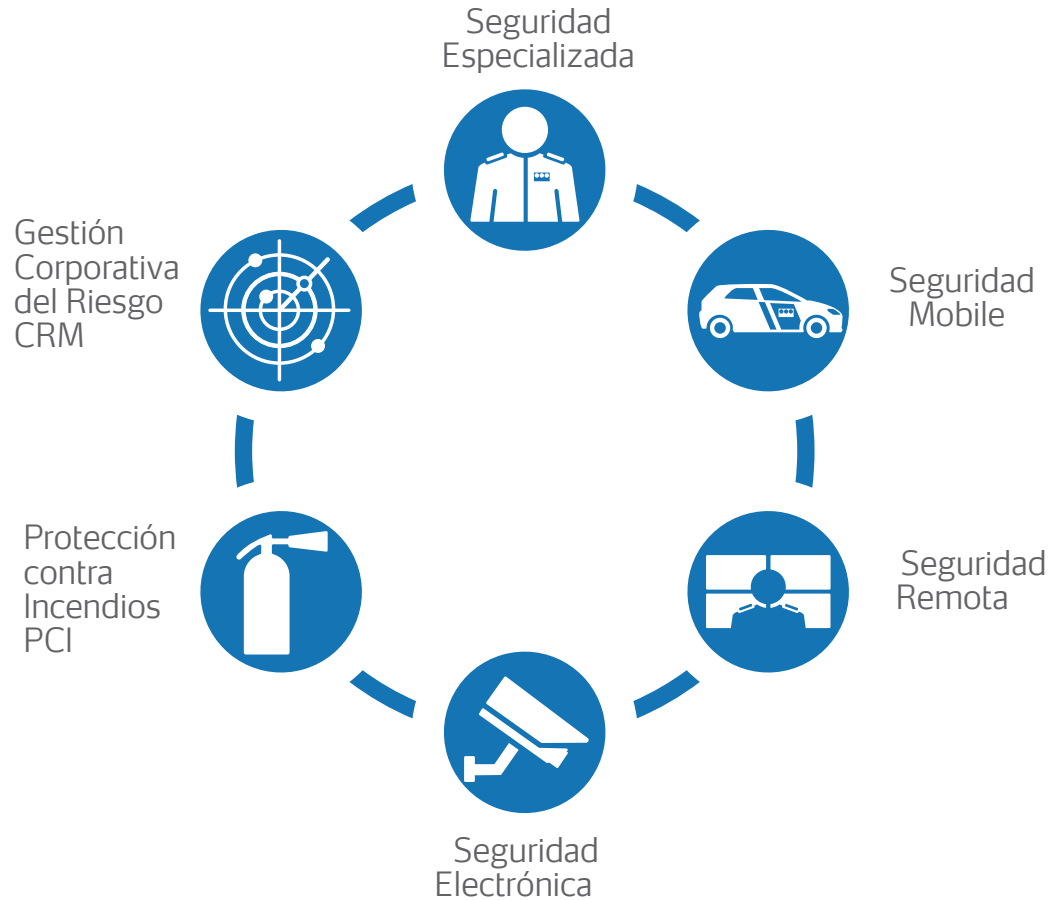 Seguridad
Especializada
Gestión
Corporativa
del Riesgo
CRM
Seguridad
Mobile
Protección
contra
Incendios
PCI
Seguridad
Remota
Seguridad
Electrónica